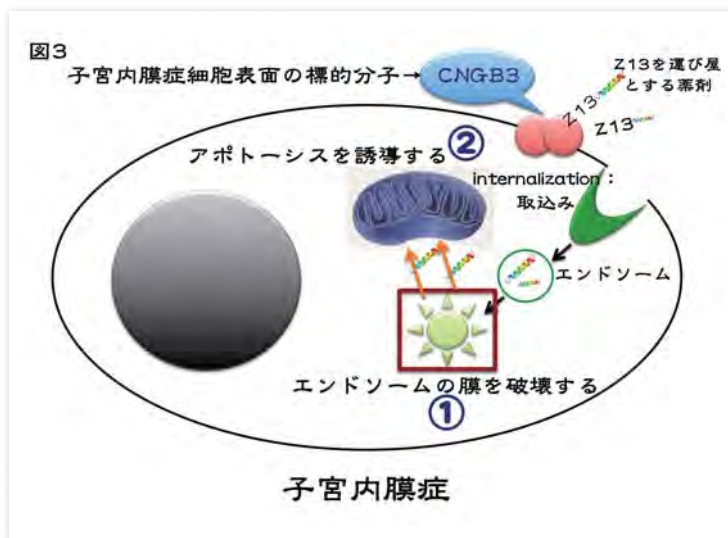 図3
子宮内膜症細胞表面の標的分子→
CNGB3
Z13を運び屋
とする薬剤
Z13
②
アポトーシスを誘導する
internalization：
取込み
エンドソーム
エンドソームの膜を破壊する
①
子宮内膜症